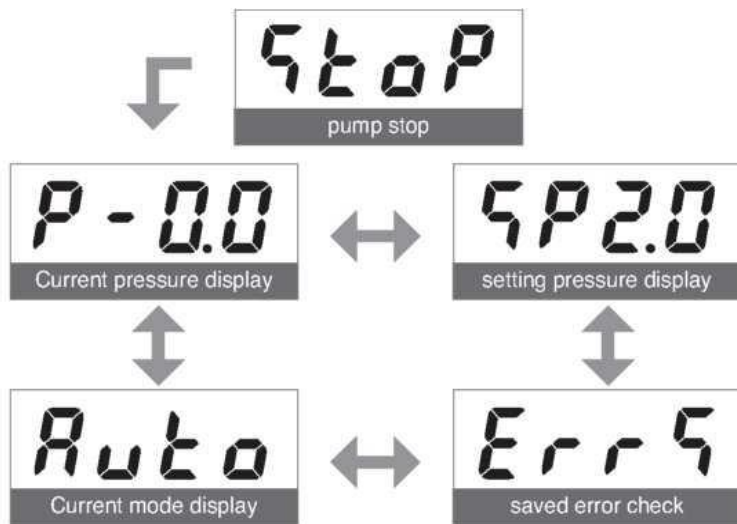 StoP
pump stop
P-0.0
Current pressure display
SP2.0
setting pressure display
Auto
Current mode display
ErrS
saved error check